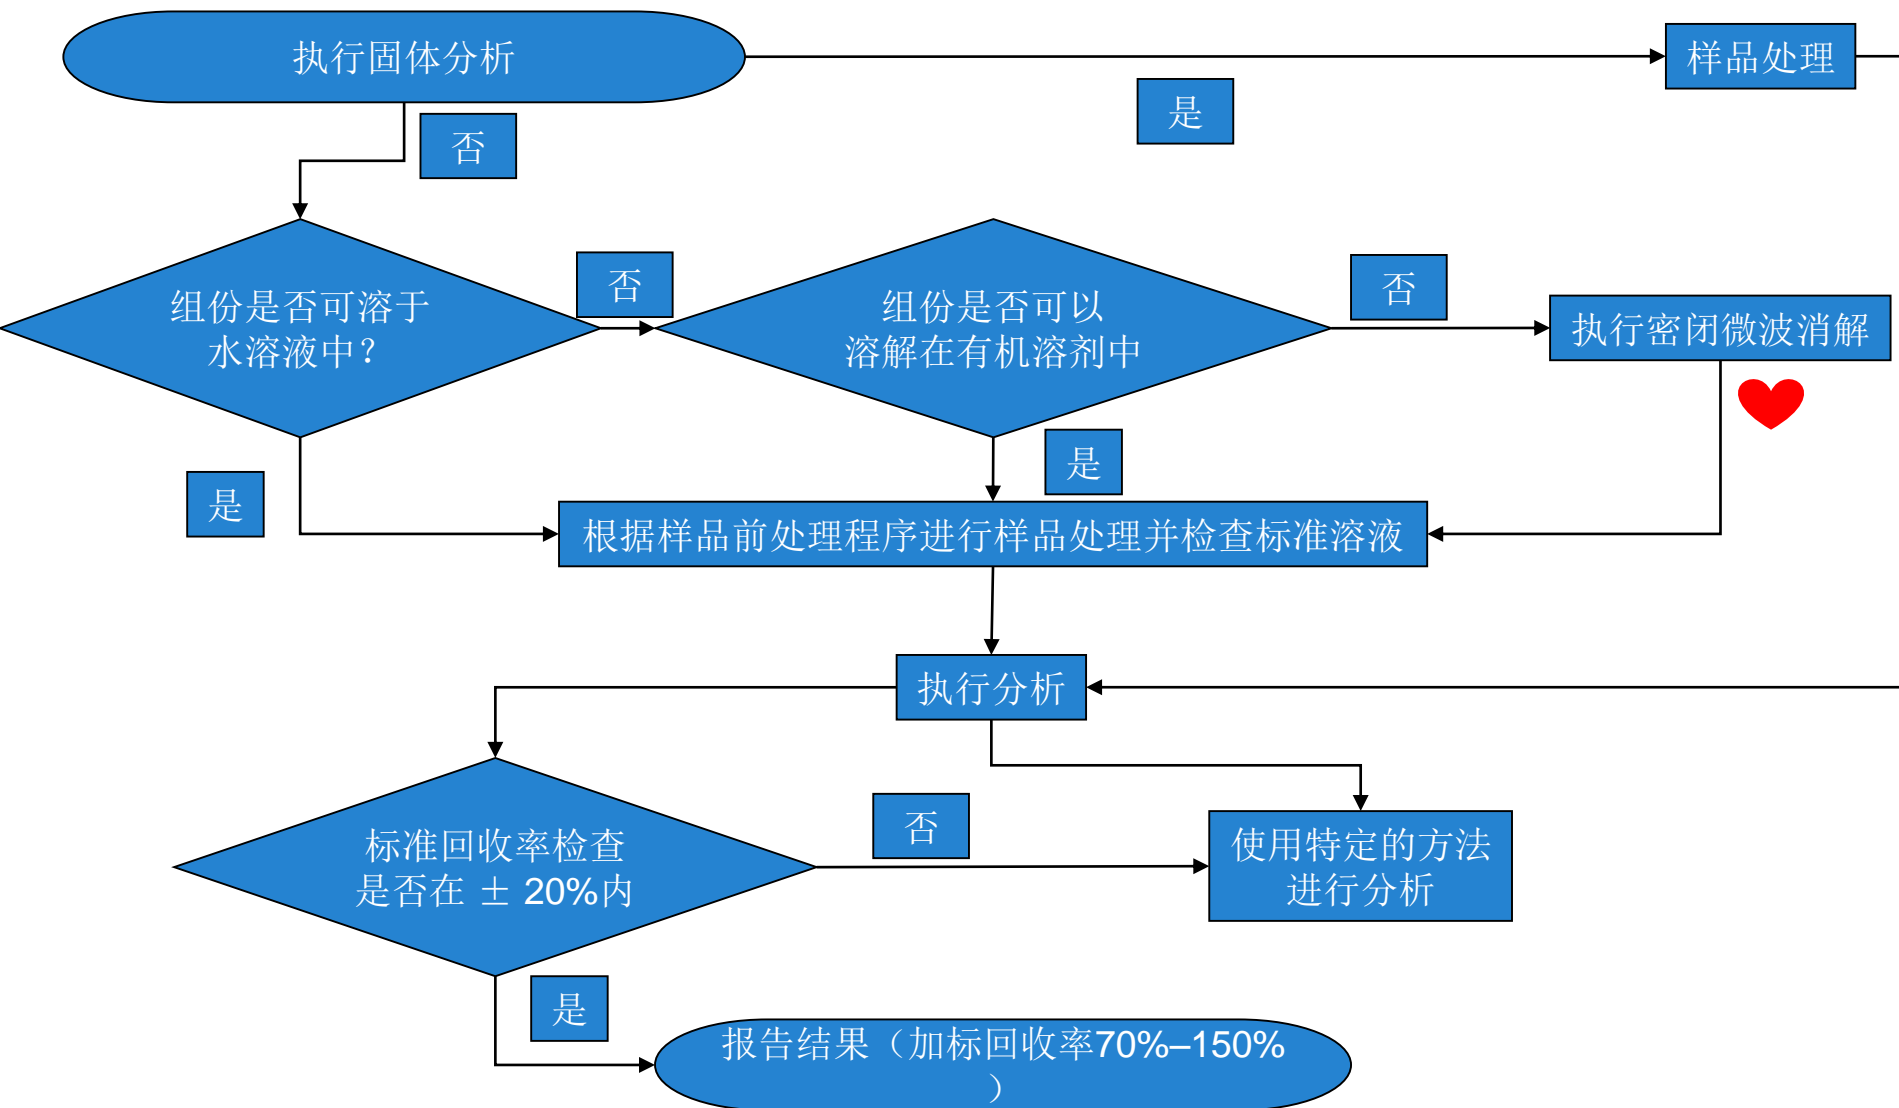 执行固体分析
样品处理
是
否
组份是否可溶于
水溶液中?
否
组份是否可以
溶解在有机溶剂中
否
执行密闭微波消解
是
是
根据样品前处理程序进行样品处理并检查标准溶液
执行分析
标准回收率检查
是否在 ± 20%内
否
使用特定的方法
进行分析
是
报告结果（加标回收率70%–150%
）